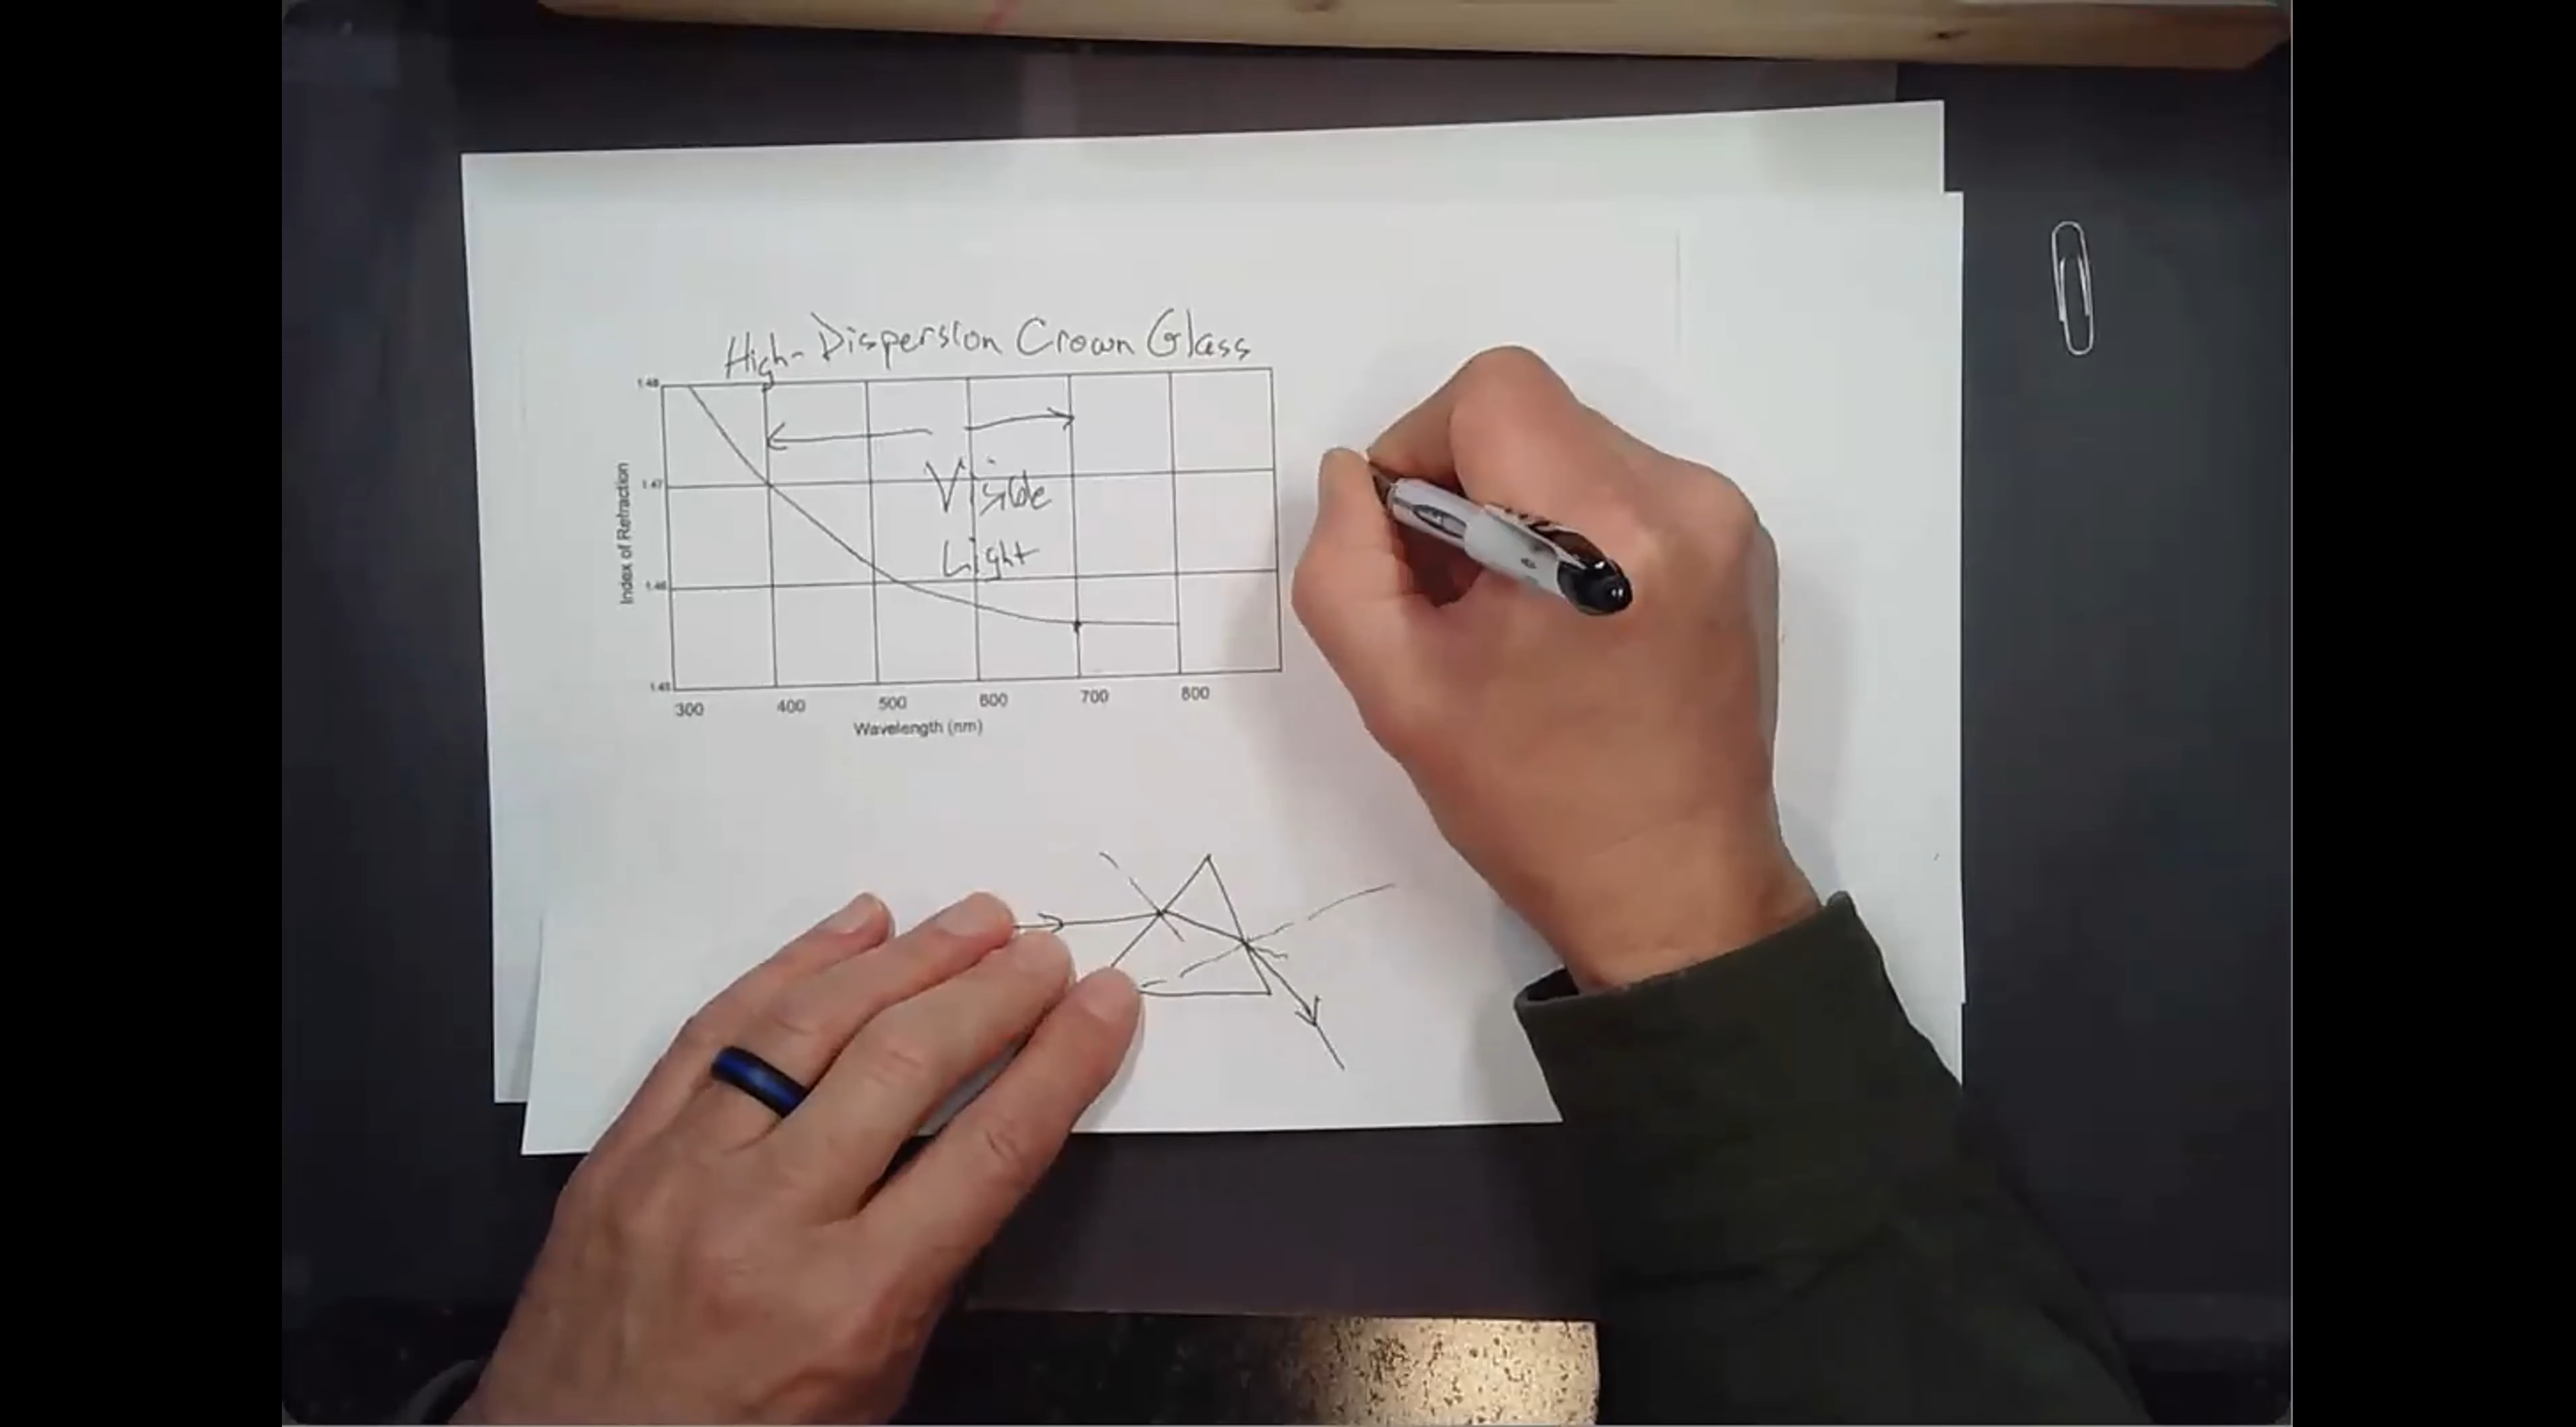 High-Dispersion Crown Glass
1.48
1.47
1.46
1.45
Index of Refraction
Visible
Light
300 400 500 600 700 800
Wavelength (nm)